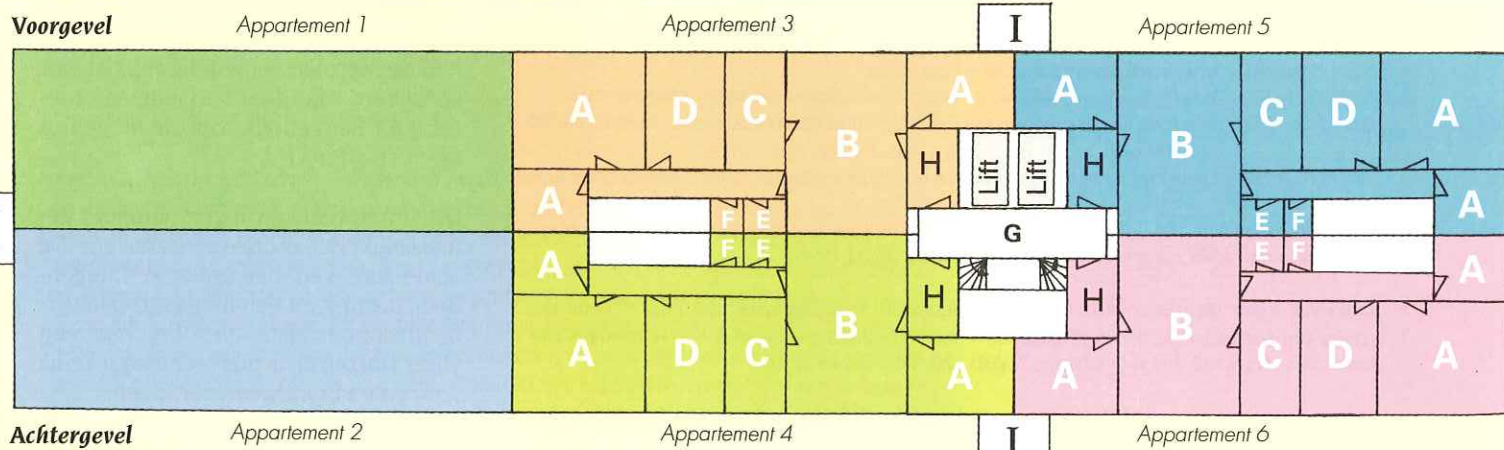 Voorgevel Appartement 1 Appartement 3 I Appartement 5
A D C B A A B C D A
H Lift Lift H
A F E G E F A
A F E E F A
H H
A D C B A A B C D A
Achtergevel Appartement 2 Appartement 4 I Appartement 6